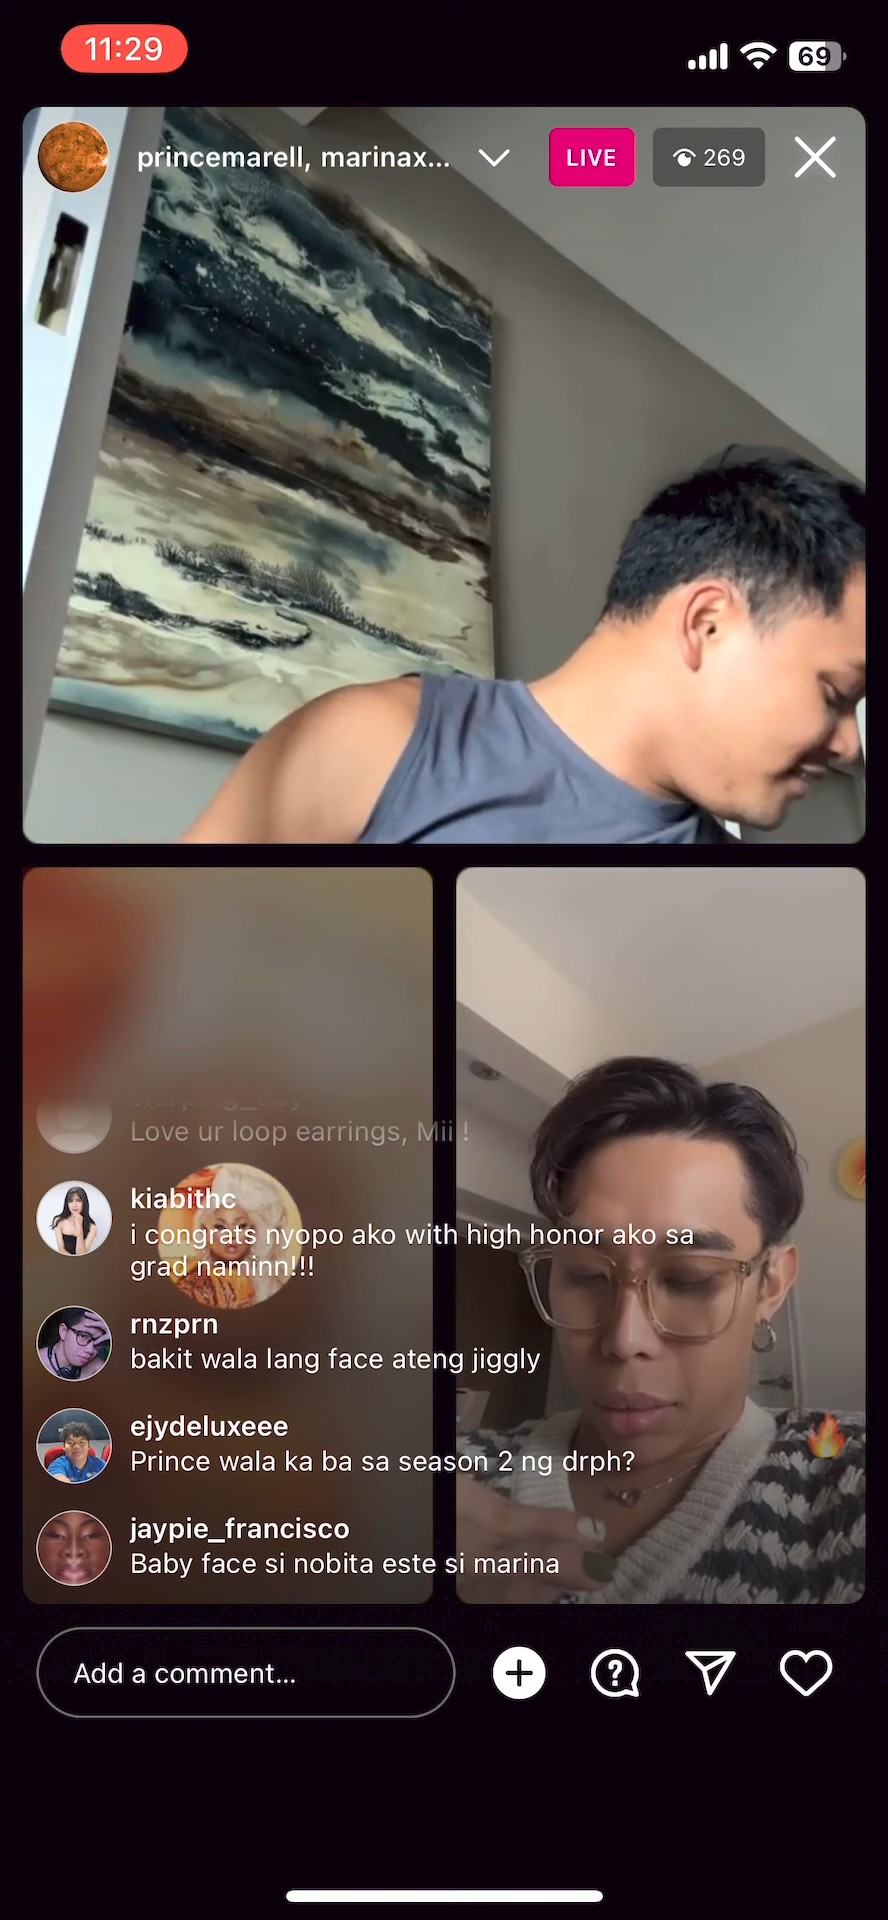 11:29
69
princemarell, marinax...
LIVE
269
Love ur loop earrings, Mii !
kiabithc
i congrats nyopo ako with high honor ako sa
grad naminn!!!
rnzprn
bakit wala lang face ateng jiggly
ejydeluxeee
Prince wala ka ba sa season 2 ng drph?
jaypie_francisco
Baby face si nobita este si marina
Add a comment...